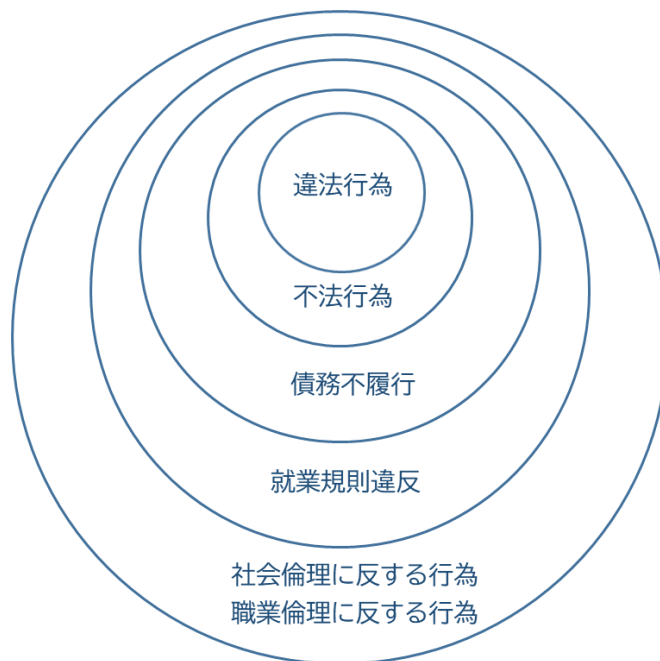 違法行為
不法行為
債務不履行
就業規則違反
社会倫理に反する行為
職業倫理に反する行為